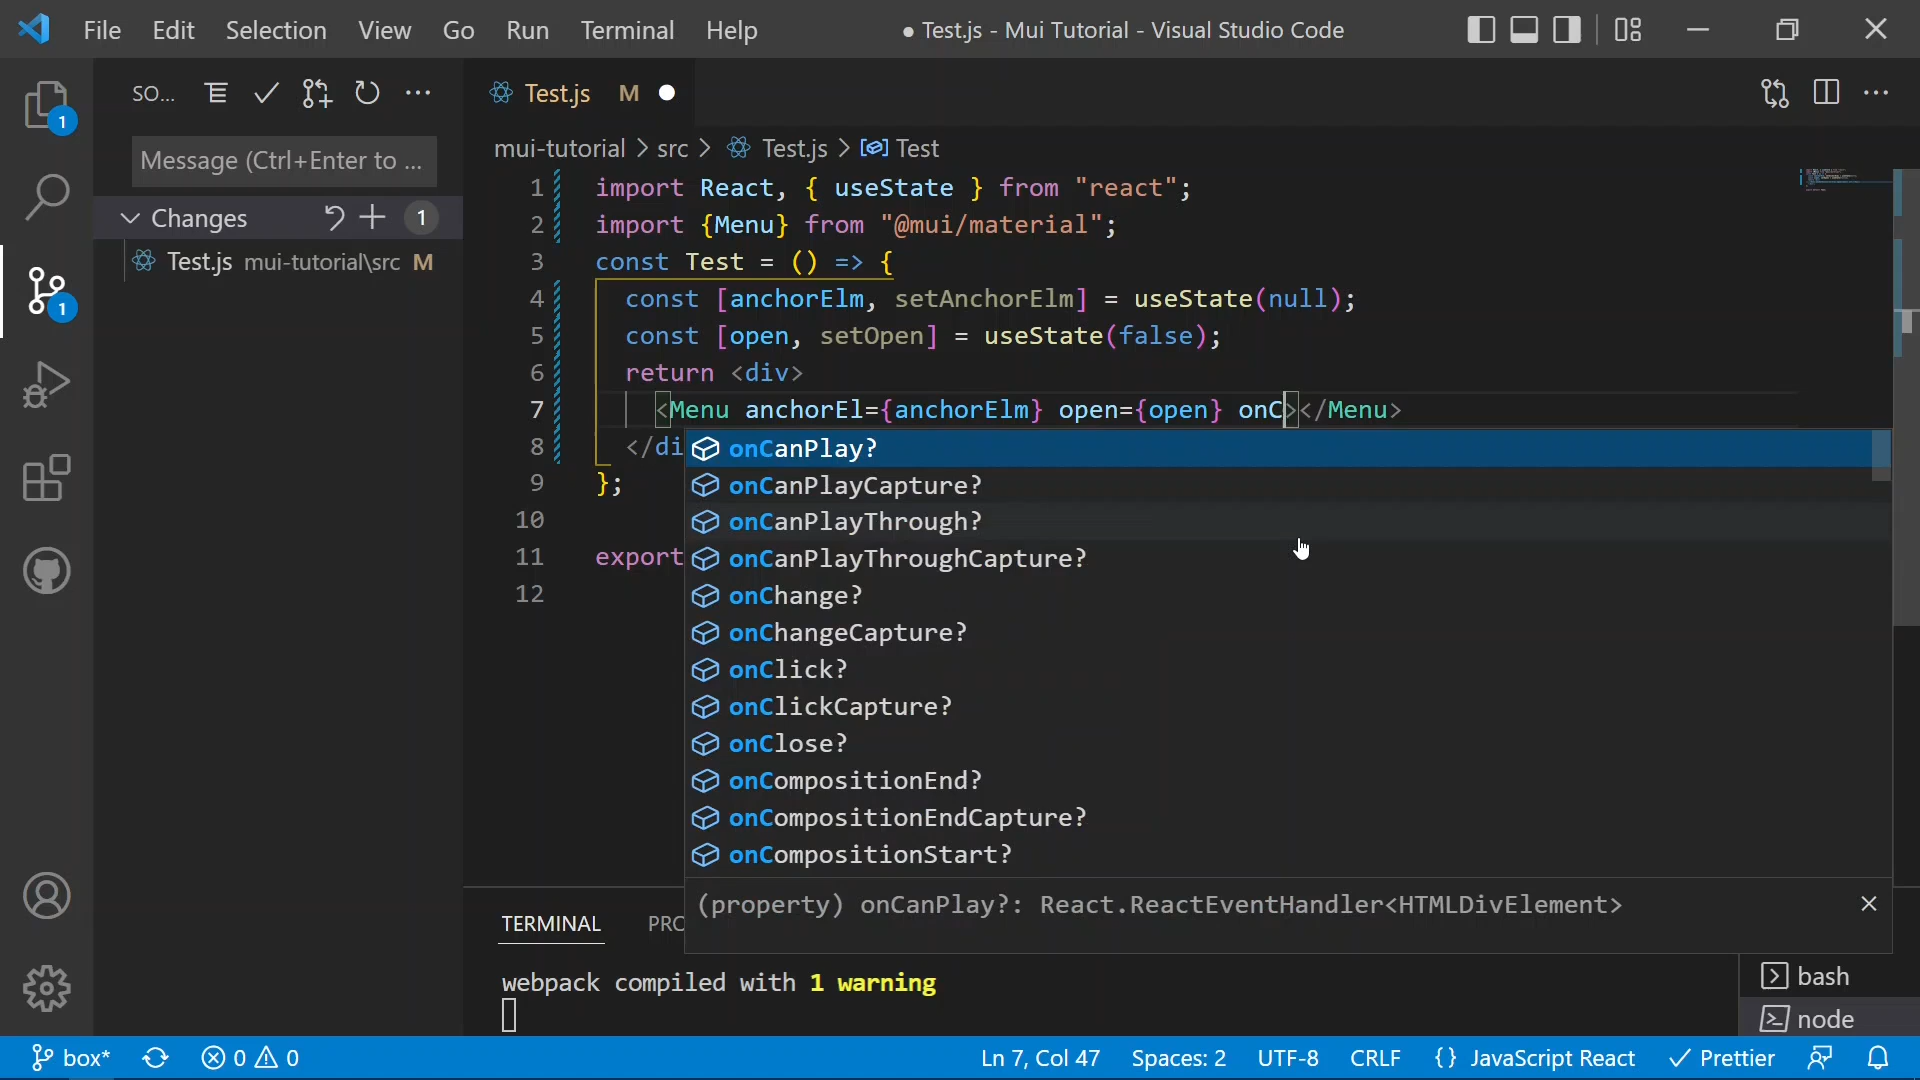 File Edit Selection View Go Run Terminal Help
● Test.js - Mui Tutorial - Visual Studio Code
SO...
Message (Ctrl+Enter to ...
Changes 1
Test.js mui-tutorial\src M
1
1
Test.js M
mui-tutorial > src > Test.js > Test
1 import React, { useState } from "react";
2 import {Menu} from "@mui/material";
3 const Test = () => {
4 const [anchorElm, setAnchorElm] = useState(null);
5 const [open, setOpen] = useState(false);
6 return <div>
7 <Menu anchorEl={anchorElm} open={open} onC></Menu>
8 </di
9 };
10
11 export
12
onCanPlay?
onCanPlayCapture?
onCanPlayThrough?
onCanPlayThroughCapture?
onChange?
onChangeCapture?
onClick?
onClickCapture?
onClose?
onCompositionEnd?
onCompositionEndCapture?
onCompositionStart?
(property) onCanPlay?: React.ReactEventHandler<HTMLDivElement>
TERMINAL PRO
webpack compiled with 1 warning
bash
node
box* 0 0 Ln 7, Col 47 Spaces: 2 UTF-8 CRLF {} JavaScript React Prettier